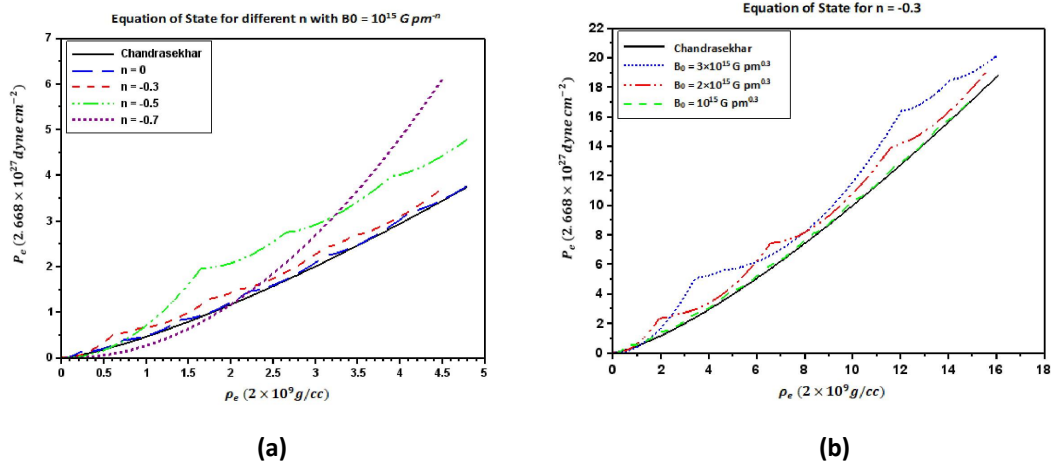 Equation of State for different n with B0 = 10¹⁵ G pm⁻ⁿ
P_e (2.668 × 10²⁷ dyne cm⁻²)
7
6
5
4
3
2
1
0
Chandrasekhar
n = 0
n = -0.3
n = -0.5
n = -0.7
0 0.5 1 1.5 2 2.5 3 3.5 4 4.5 5
ρ_e (2 × 10⁹ g/cc)
(a)
Equation of State for n = -0.3
P_e (2.668 × 10²⁷ dyne cm⁻²)
22
20
18
16
14
12
10
8
6
4
2
0
Chandrasekhar
B₀ = 3×10¹⁵ G pm⁰·³
B₀ = 2×10¹⁵ G pm⁰·³
B₀ = 10¹⁵ G pm⁰·³
0 2 4 6 8 10 12 14 16 18
ρ_e (2 × 10⁹ g/cc)
(b)